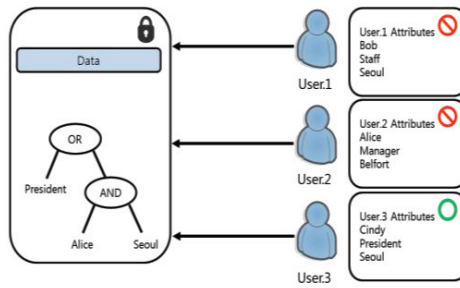 Data
OR
President
AND
Alice
Seoul
User.1
User.1 Attributes
Bob
Staff
Seoul
User.2
User.2 Attributes
Alice
Manager
Belfort
User.3
User.3 Attributes
Cindy
President
Seoul